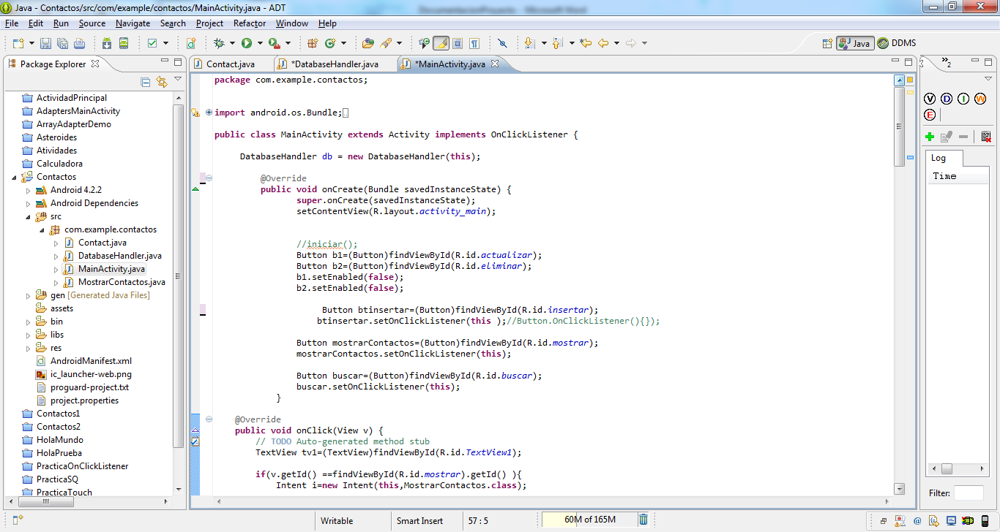 Java - Contactos/src/com/example/contactos/MainActivity.java - ADT
File Edit Run Source Navigate Search Project Refactor Window Help
Java DDMS
Package Explorer
Contact.java *DatabaseHandler.java *MainActivity.java
2
ActividadPrincipal
AdaptersMainActivity
ArrayAdapterDemo
Asteroides
Atividades
Calculadora
Contactos
Android 4.2.2
Android Dependencies
src
com.example.contactos
Contact.java
DatabaseHandler.java
MainActivity.java
MostrarContactos.java
gen [Generated Java Files]
assets
bin
libs
res
AndroidManifest.xml
ic_launcher-web.png
proguard-project.txt
project.properties
Contactos1
Contactos2
HolaMundo
HolaPrueba
PracticaOnClickListener
PracticaSQ
PracticaTouch
package com.example.contactos;
import android.os.Bundle;
public class MainActivity extends Activity implements OnClickListener {
DatabaseHandler db = new DatabaseHandler(this);
@Override
public void onCreate(Bundle savedInstanceState) {
super.onCreate(savedInstanceState);
setContentView(R.layout.activity_main);
//iniciar();
Button b1=(Button)findViewById(R.id.actualizar);
Button b2=(Button)findViewById(R.id.eliminar);
b1.setEnabled(false);
b2.setEnabled(false);
Button btinsertar=(Button)findViewById(R.id.insertar);
btinsertar.setOnClickListener(this );//Button.OnClickListener(){});
Button mostrarContactos=(Button)findViewById(R.id.mostrar);
mostrarContactos.setOnClickListener(this);
Button buscar=(Button)findViewById(R.id.buscar);
buscar.setOnClickListener(this);
}
@Override
public void onClick(View v) {
// TODO Auto-generated method stub
TextView tv1=(TextView)findViewById(R.id.TextView1);
if(v.getId() ==findViewById(R.id.mostrar).getId() ){
Intent i=new Intent(this,MostrarContactos.class);
V D I W
E
Log
Time
Filter:
Writable Smart Insert 57 : 5 60M of 165M